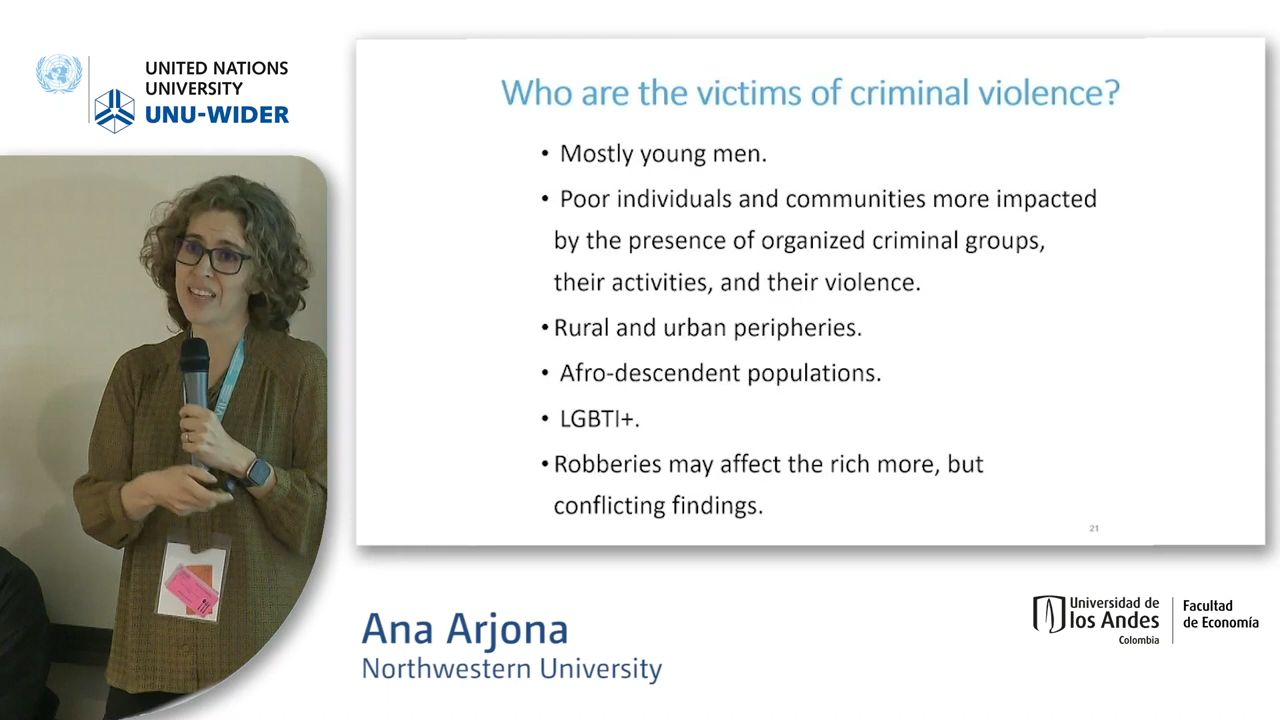 UNITED NATIONS
UNIVERSITY
UNU-WIDER
Who are the victims of criminal violence?
• Mostly young men.
• Poor individuals and communities more impacted
by the presence of organized criminal groups,
their activities, and their violence.
• Rural and urban peripheries.
• Afro-descendent populations.
• LGBTI+.
• Robberies may affect the rich more, but
conflicting findings.
21
Ana Arjona
Northwestern University
Universidad de
los Andes
Colombia
Facultad
de Economía